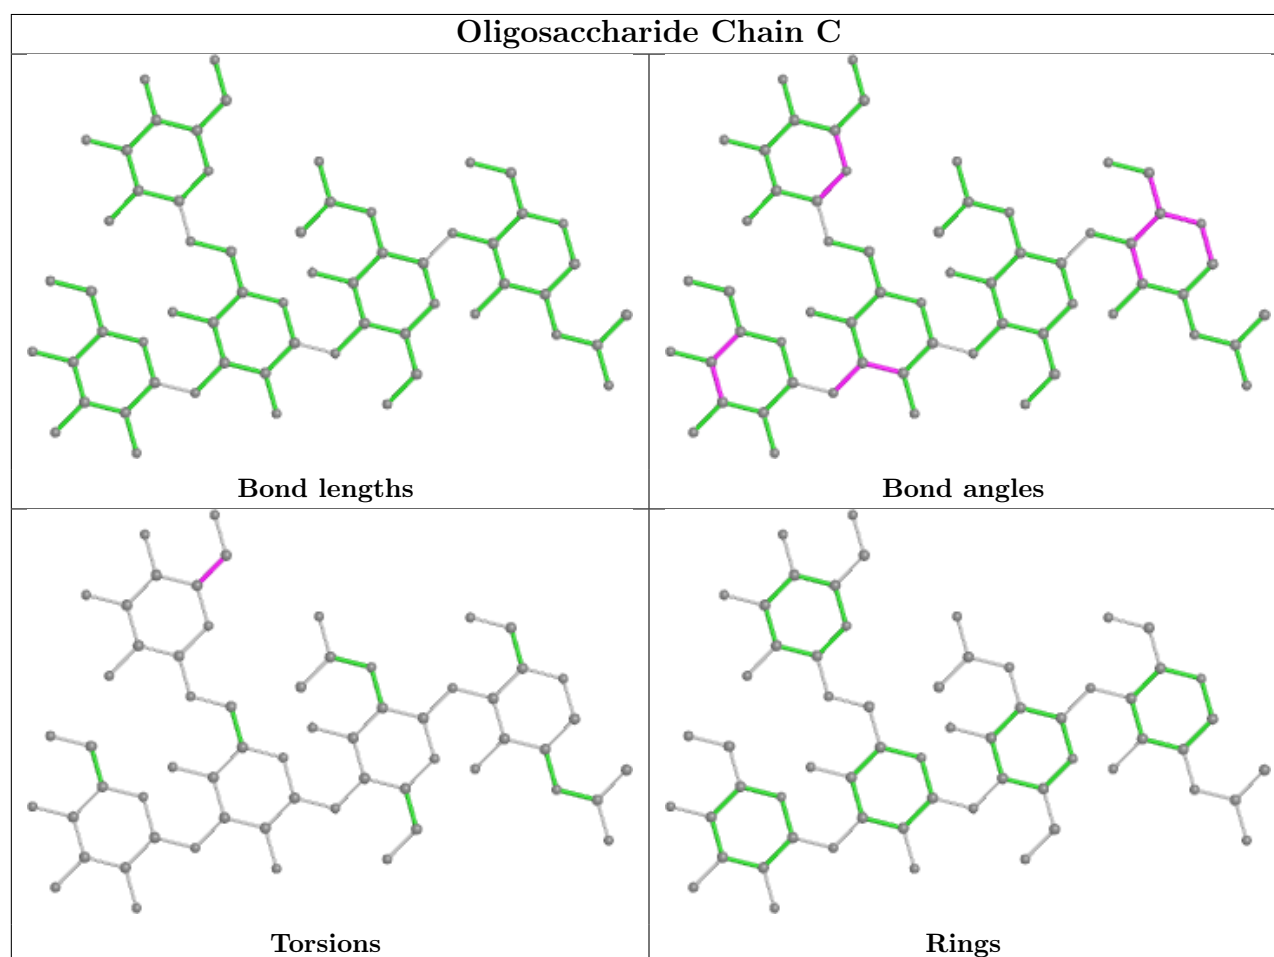 Oligosaccharide Chain C
Bond lengths
Bond angles
Torsions
Rings